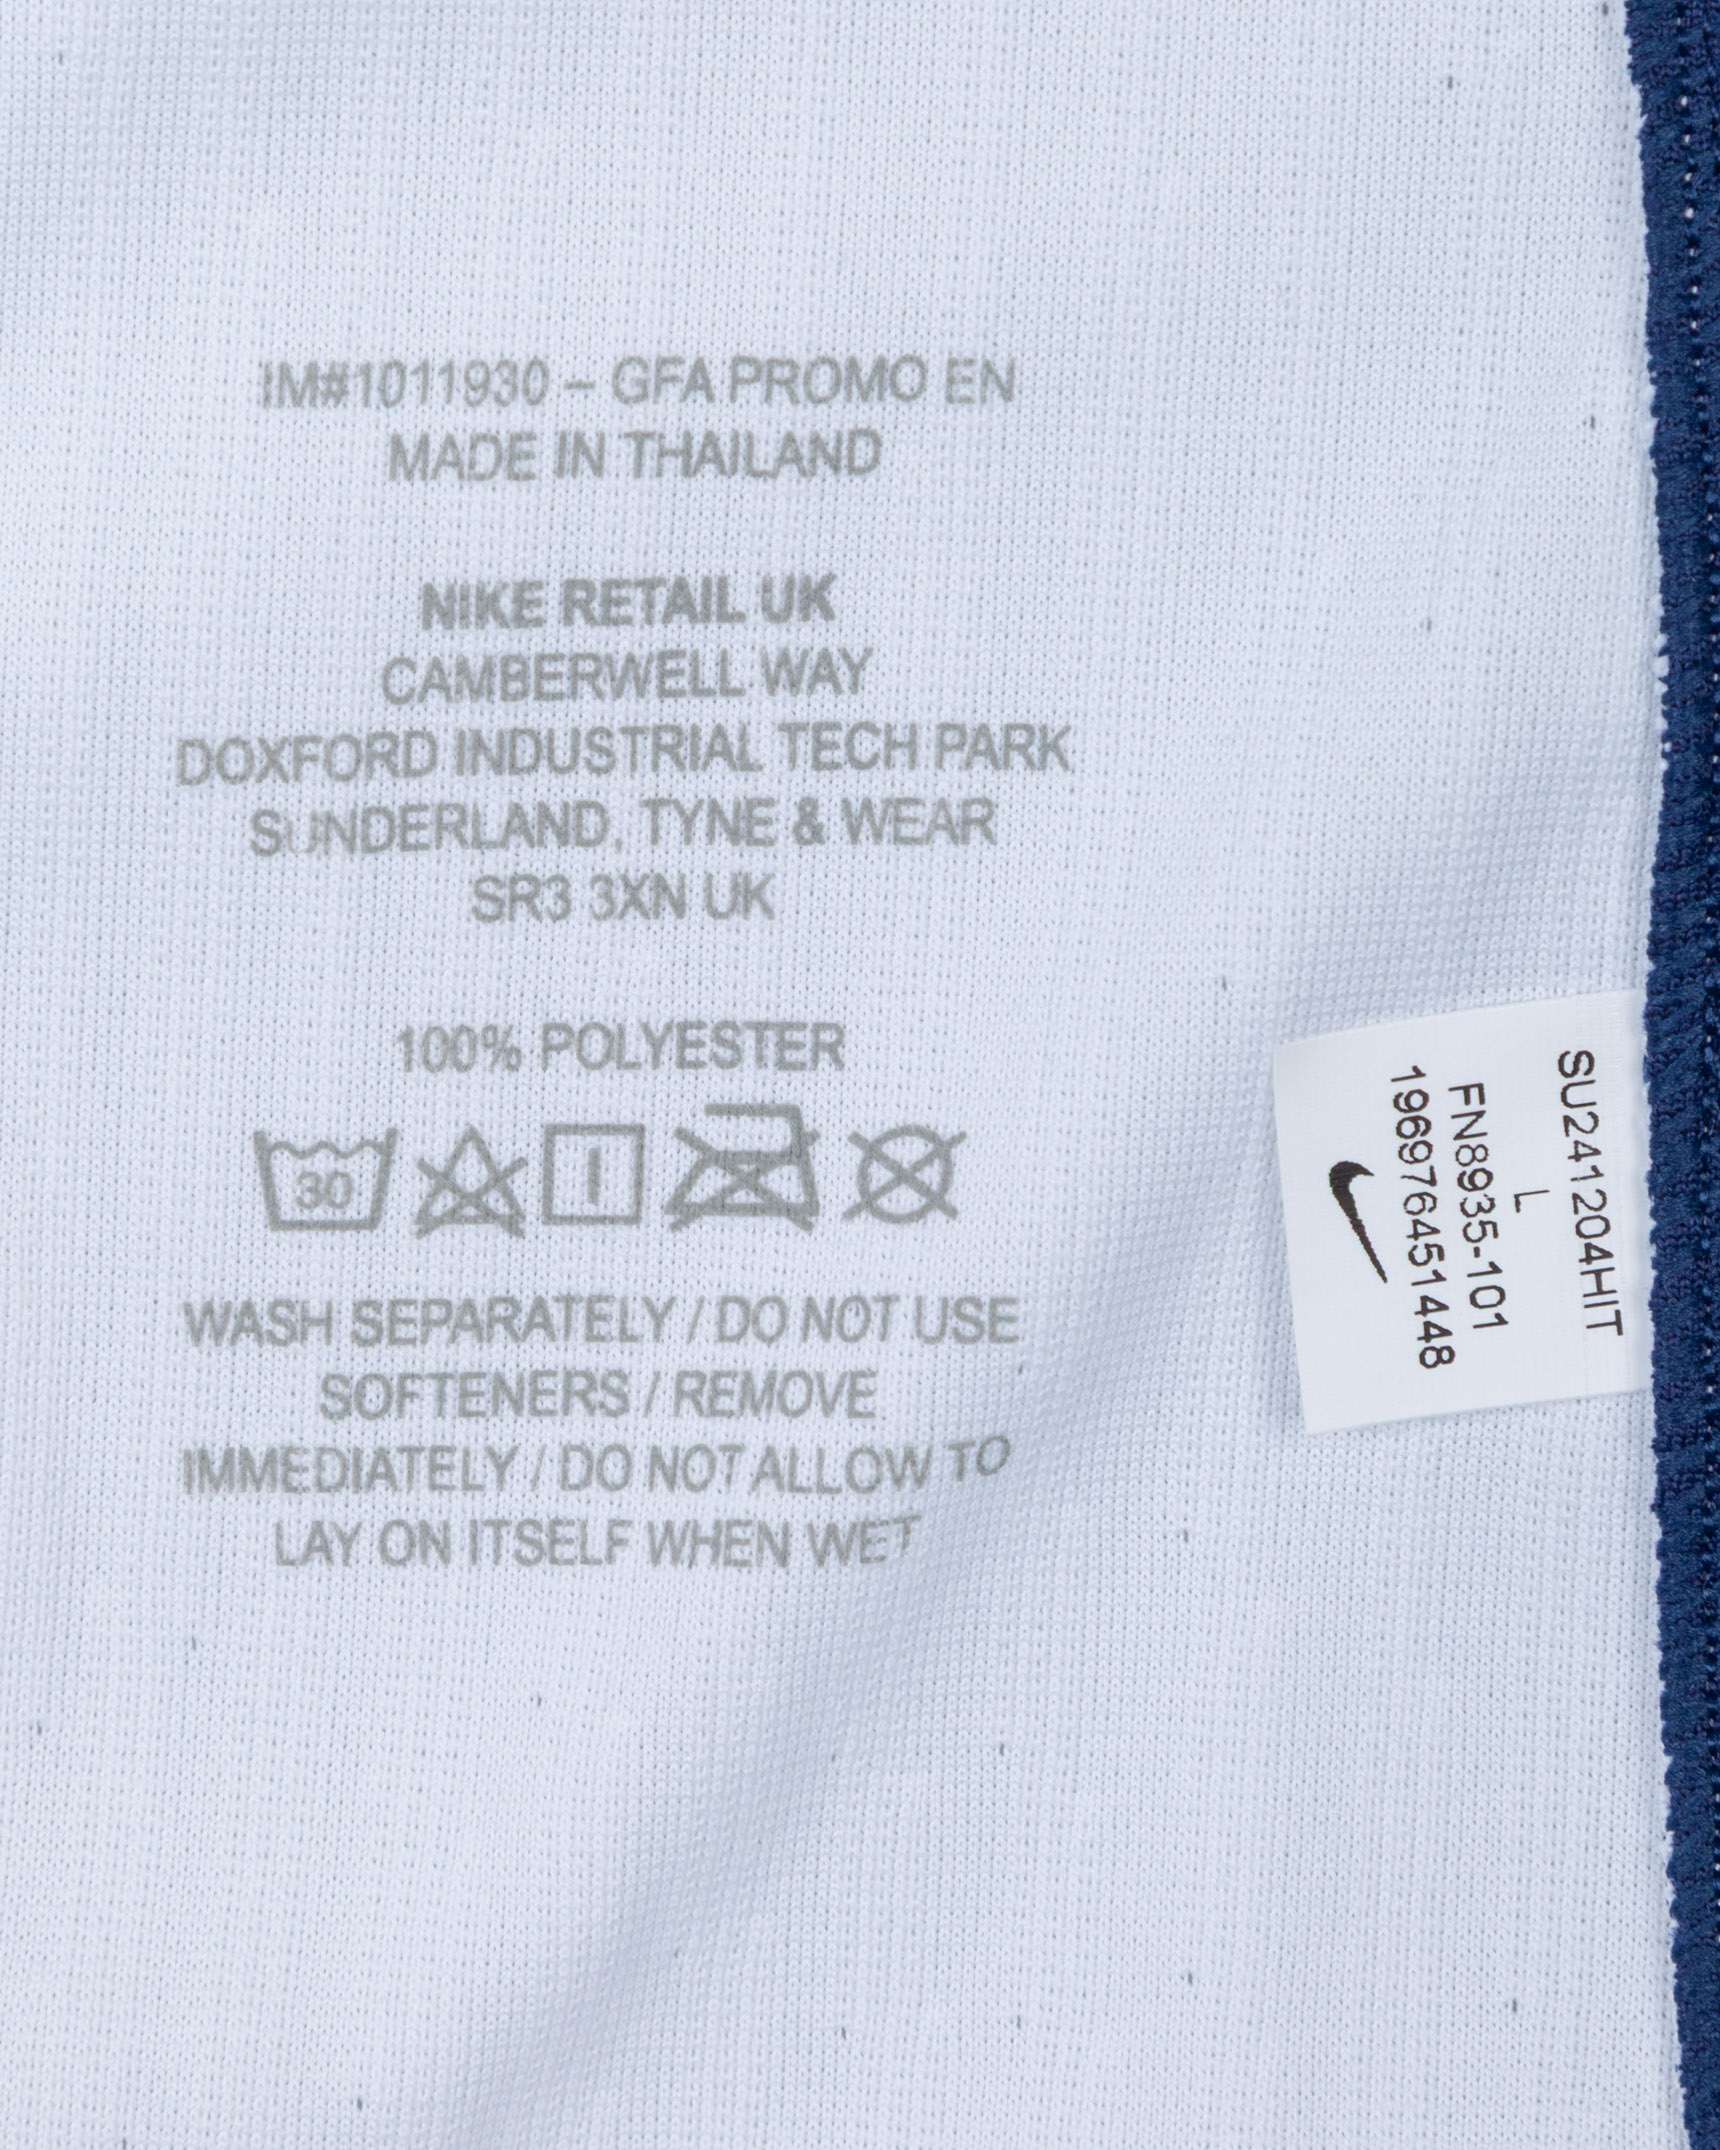 IM#1011930 – GFA PROMO EN
MADE IN THAILAND
NIKE RETAIL UK
CAMBERWELL WAY
DOXFORD INDUSTRIAL TECH PARK
SUNDERLAND, TYNE & WEAR
SR3 3XN UK
100% POLYESTER
30
WASH SEPARATELY / DO NOT USE
SOFTENERS / REMOVE
IMMEDIATELY / DO NOT ALLOW TO
LAY ON ITSELF WHEN WET
SU241204HIT
L
FN8935-101
196976451448